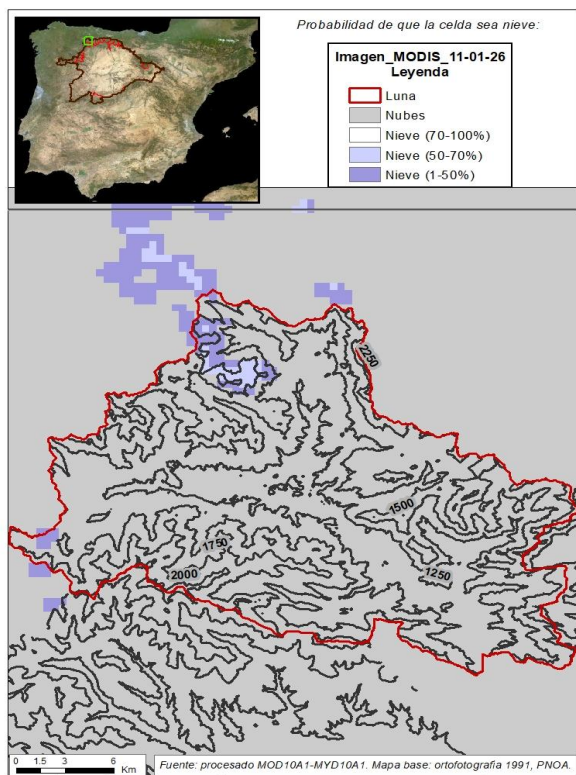 Probabilidad de que la celda sea nieve:
Imagen_MODIS_11-01-26
Leyenda
Luna
Nubes
Nieve (70-100%)
Nieve (50-70%)
Nieve (1-50%)
2250
1500
1750
2000
1250
0 1.5 3 6
Km
Fuente: procesado MOD10A1-MYD10A1. Mapa base: ortofotografia 1991, PNOA.